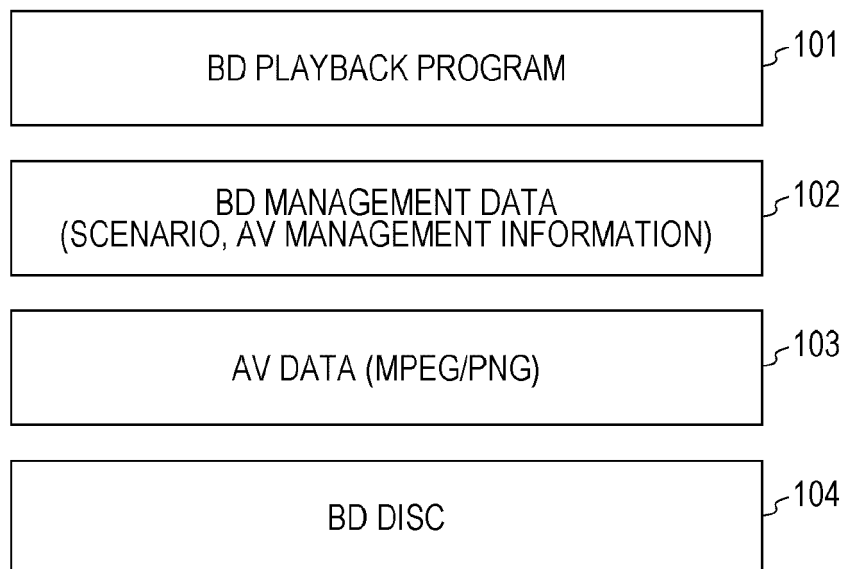 BD PLAYBACK PROGRAM
101
BD MANAGEMENT DATA
(SCENARIO, AV MANAGEMENT INFORMATION)
102
AV DATA (MPEG/PNG)
103
BD DISC
104